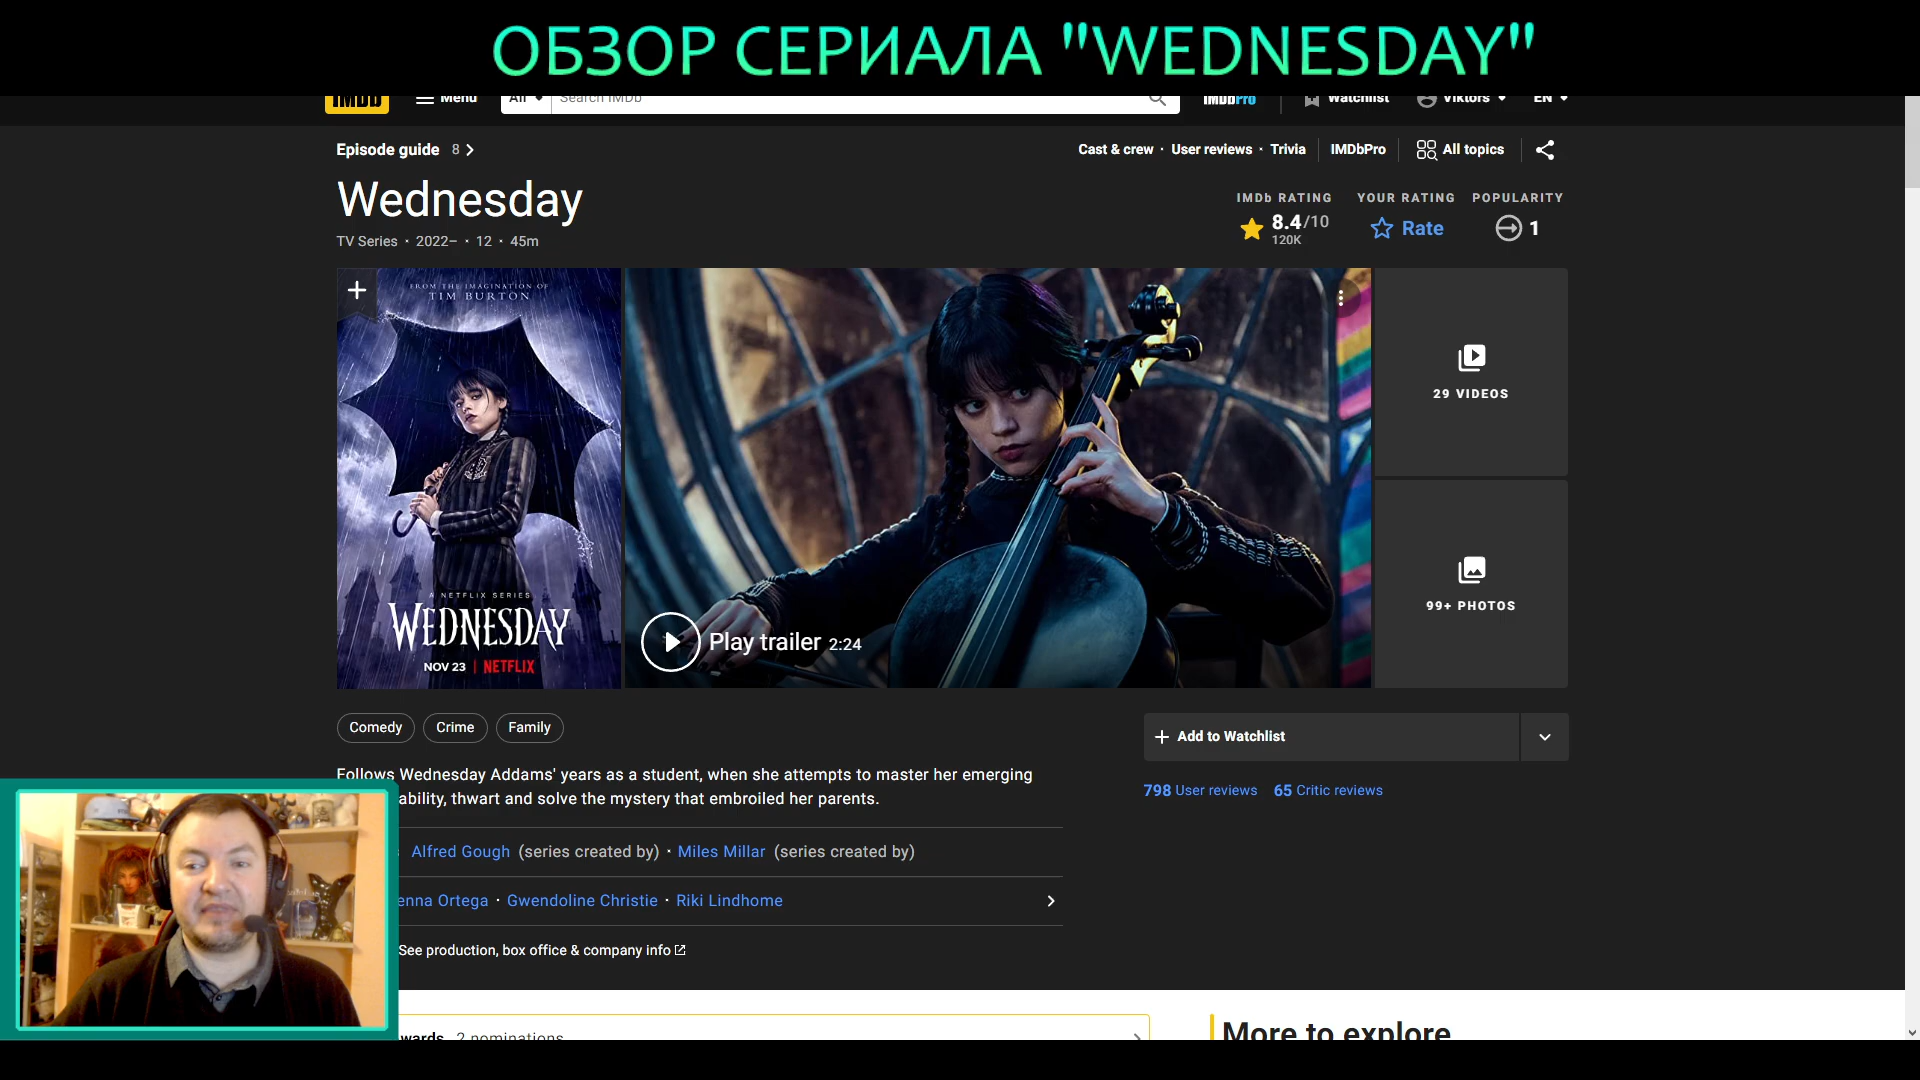 ОБЗОР СЕРИАЛА "WEDNESDAY"
IMDb Menu All Search IMDb IMDbPro Watchlist Viktors EN
Episode guide 8 Cast & crew · User reviews · Trivia IMDbPro All topics
Wednesday
IMDb RATING YOUR RATING POPULARITY
8.4/10 Rate 1
120K
TV Series · 2022– · 12 · 45m
FROM THE IMAGINATION OF
TIM BURTON
A NETFLIX SERIES
WEDNESDAY
NOV 23 | NETFLIX
Play trailer 2:24
29 VIDEOS
99+ PHOTOS
Comedy Crime Family
Add to Watchlist
798 User reviews 65 Critic reviews
Follows Wednesday Addams' years as a student, when she attempts to master her emerging
ability, thwart and solve the mystery that embroiled her parents.
Alfred Gough (series created by) · Miles Millar (series created by)
enna Ortega · Gwendoline Christie · Riki Lindhome
See production, box office & company info
wards 2 nominations
More to explore